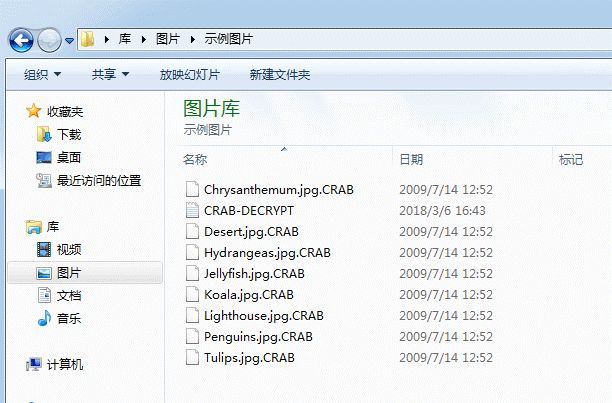 库 图片 示例图片
组织 共享 放映幻灯片 新建文件夹
收藏夹
下载
桌面
最近访问的位置
库
视频
图片
文档
音乐
计算机
图片库
示例图片
名称 日期 标记
Chrysanthemum.jpg.CRAB 2009/7/14 12:52
CRAB-DECRYPT 2018/3/6 16:43
Desert.jpg.CRAB 2009/7/14 12:52
Hydrangeas.jpg.CRAB 2009/7/14 12:52
Jellyfish.jpg.CRAB 2009/7/14 12:52
Koala.jpg.CRAB 2009/7/14 12:52
Lighthouse.jpg.CRAB 2009/7/14 12:52
Penguins.jpg.CRAB 2009/7/14 12:52
Tulips.jpg.CRAB 2009/7/14 12:52